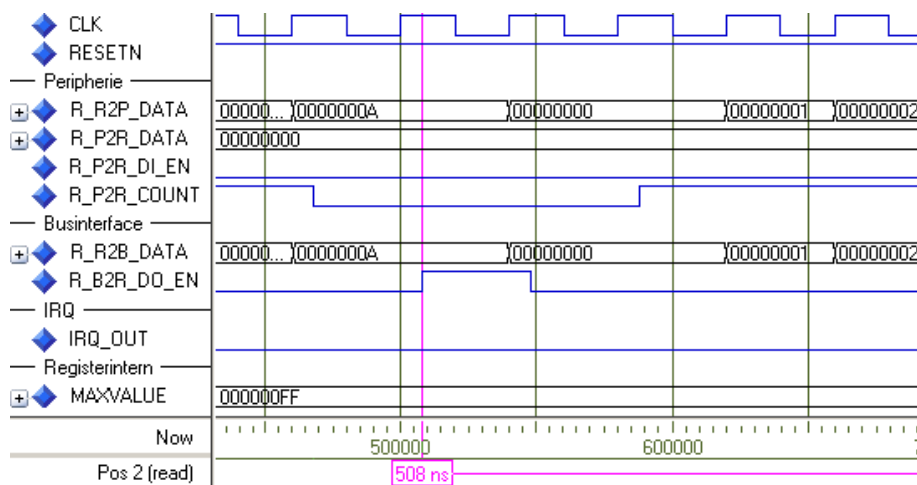 CLK
RESETN
Peripherie
R_R2P_DATA 00000... 0000000A 00000000 00000001 00000002
R_P2R_DATA 00000000
R_P2R_DI_EN
R_P2R_COUNT
Businterface
R_R2B_DATA 00000... 0000000A 00000000 00000001 00000002
R_B2R_DO_EN
IRQ
IRQ_OUT
Registerintern
MAXVALUE 000000FF
Now 500000 600000
Pos 2 (read) 508 ns